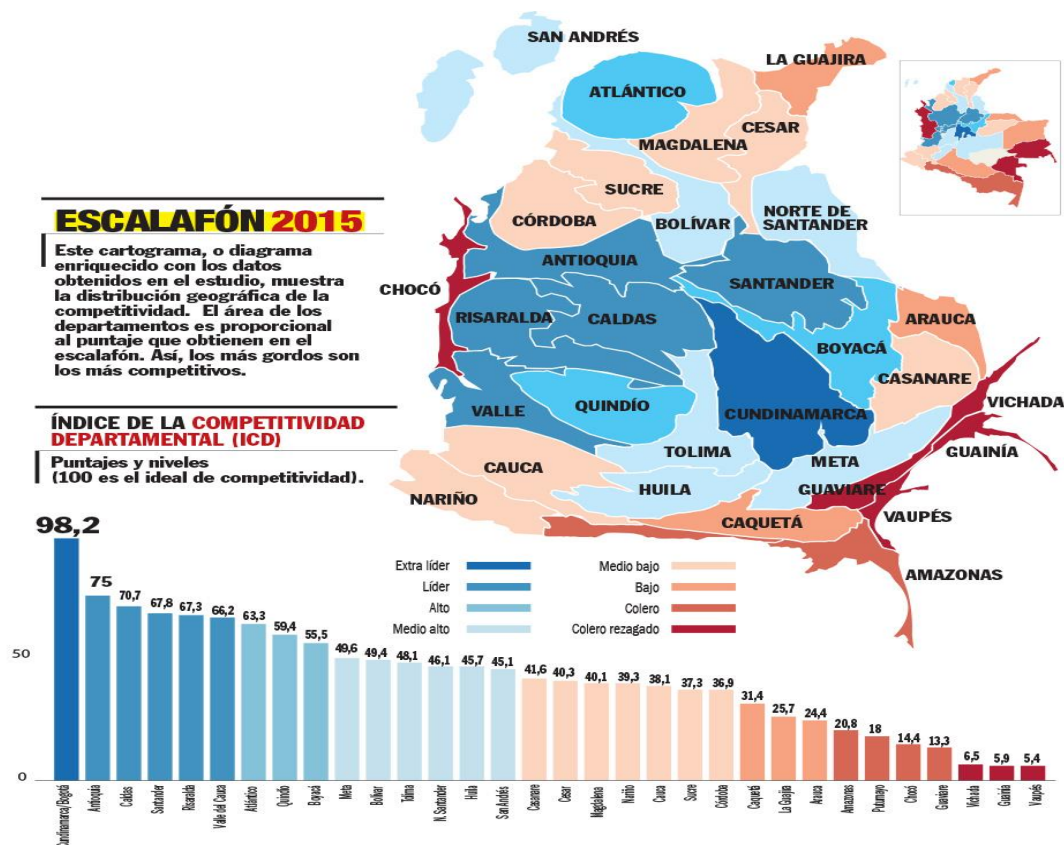 SAN ANDRÉS
LA GUAJIRA
ATLÁNTICO
CESAR
MAGDALENA
SUCRE
CÓRDOBA
BOLÍVAR
NORTE DE
SANTANDER
ESCALAFÓN 2015
Este cartograma, o diagrama
enriquecido con los datos
obtenidos en el estudio, muestra
la distribución geográfica de la
competitividad. El área de los
departamentos es proporcional
al puntaje que obtienen en el
escalafón. Así, los más gordos son
los más competitivos.
ANTIOQUIA
CHOCÓ
SANTANDER
RISARALDA
CALDAS
ARAUCA
BOYACÁ
CASANARE
VALLE
QUINDÍO
CUNDINAMARCA
VICHADA
GUAINÍA
TOLIMA
META
CAUCA
HUILA
GUAVIARE
NARIÑO
CAQUETÁ
VAUPÉS
AMAZONAS
ÍNDICE DE LA COMPETITIVIDAD
DEPARTAMENTAL (ICD)
Puntajes y niveles
(100 es el ideal de competitividad).
Extra líder
Líder
Alto
Medio alto
Medio bajo
Bajo
Colero
Colero rezagado
98,2
75
70,7
67,8
67,3
66,2
63,3
59,4
55,5
49,6
49,4
48,1
46,1
45,7
45,1
41,6
40,3
40,1
39,3
38,1
37,3
36,9
31,4
25,7
24,4
20,8
18
14,4
13,3
6,5
5,9
5,4
50
0
Cundinamarca/Bogotá
Antioquia
Caldas
Santander
Risaralda
Valle del Cauca
Atlántico
Quindío
Boyacá
Meta
Bolívar
Tolima
N. Santander
Huila
San Andrés
Casanare
Cesar
Magdalena
Nariño
Cauca
Sucre
Córdoba
Caquetá
La Guajira
Arauca
Amazonas
Putumayo
Chocó
Guaviare
Vichada
Guainía
Vaupés